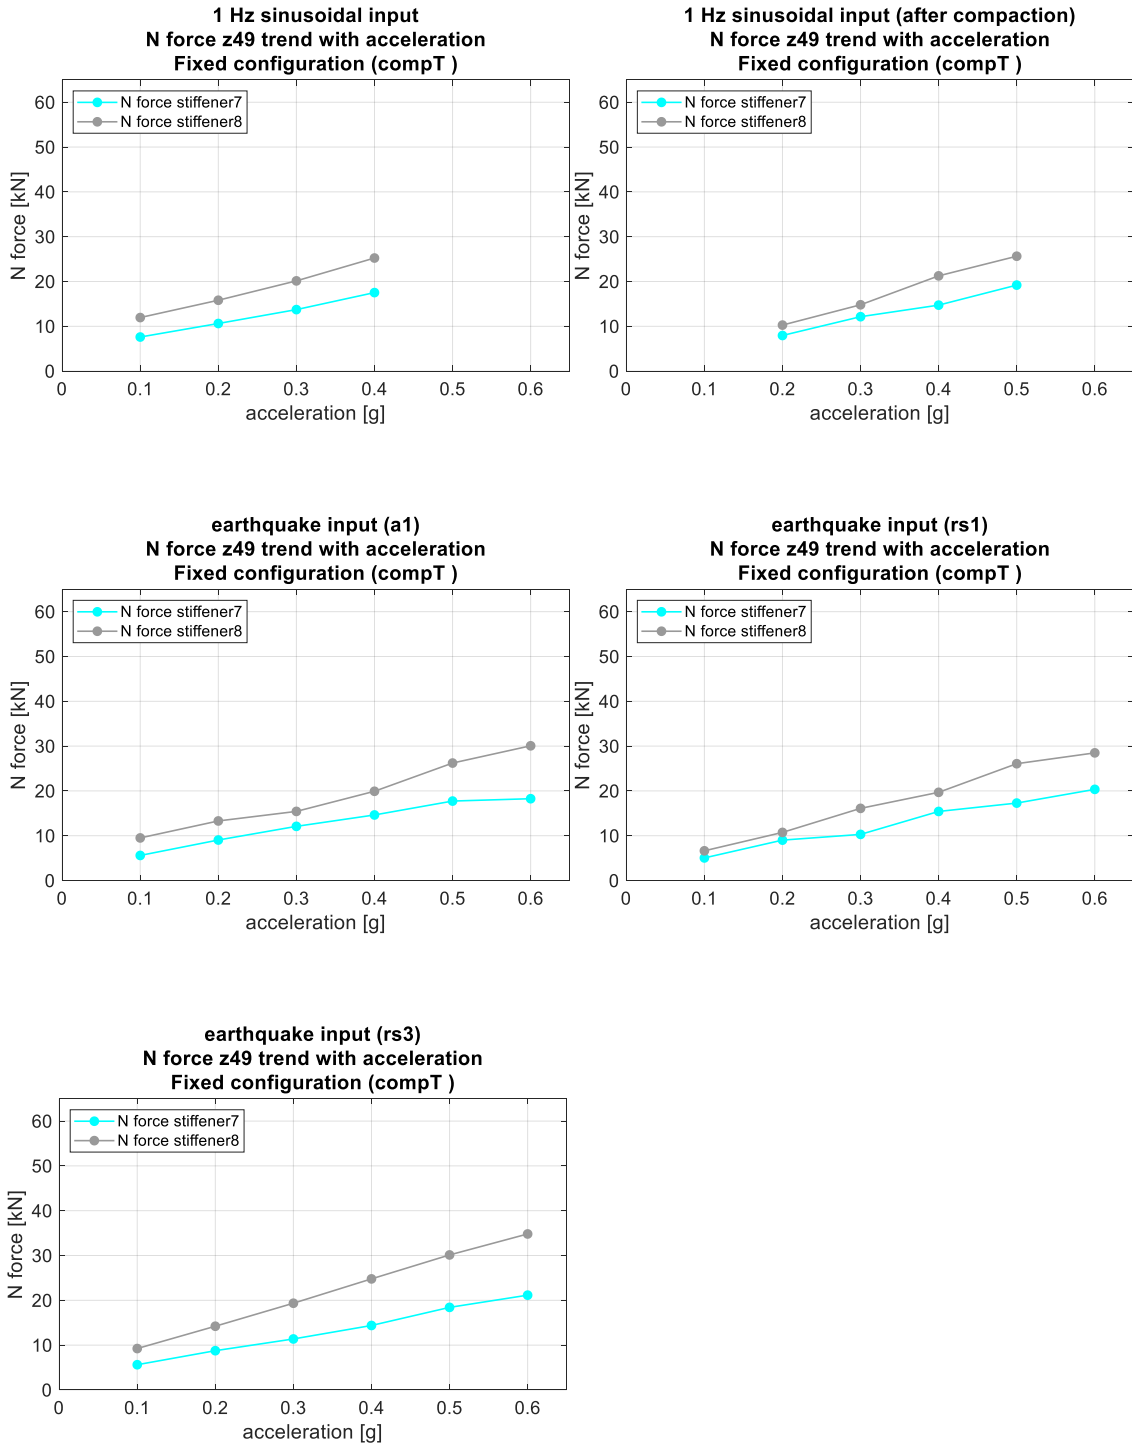 1 Hz sinusoidal input
N force z49 trend with acceleration
Fixed configuration (compT )
N force stiffener7
N force stiffener8
N force [kN]
60
50
40
30
20
10
0
0 0.1 0.2 0.3 0.4 0.5 0.6
acceleration [g]
1 Hz sinusoidal input (after compaction)
N force z49 trend with acceleration
Fixed configuration (compT )
N force stiffener7
N force stiffener8
N force [kN]
60
50
40
30
20
10
0
0 0.1 0.2 0.3 0.4 0.5 0.6
acceleration [g]
earthquake input (a1)
N force z49 trend with acceleration
Fixed configuration (compT )
N force stiffener7
N force stiffener8
N force [kN]
60
50
40
30
20
10
0
0 0.1 0.2 0.3 0.4 0.5 0.6
acceleration [g]
earthquake input (rs1)
N force z49 trend with acceleration
Fixed configuration (compT )
N force stiffener7
N force stiffener8
N force [kN]
60
50
40
30
20
10
0
0 0.1 0.2 0.3 0.4 0.5 0.6
acceleration [g]
earthquake input (rs3)
N force z49 trend with acceleration
Fixed configuration (compT )
N force stiffener7
N force stiffener8
N force [kN]
60
50
40
30
20
10
0
0 0.1 0.2 0.3 0.4 0.5 0.6
acceleration [g]